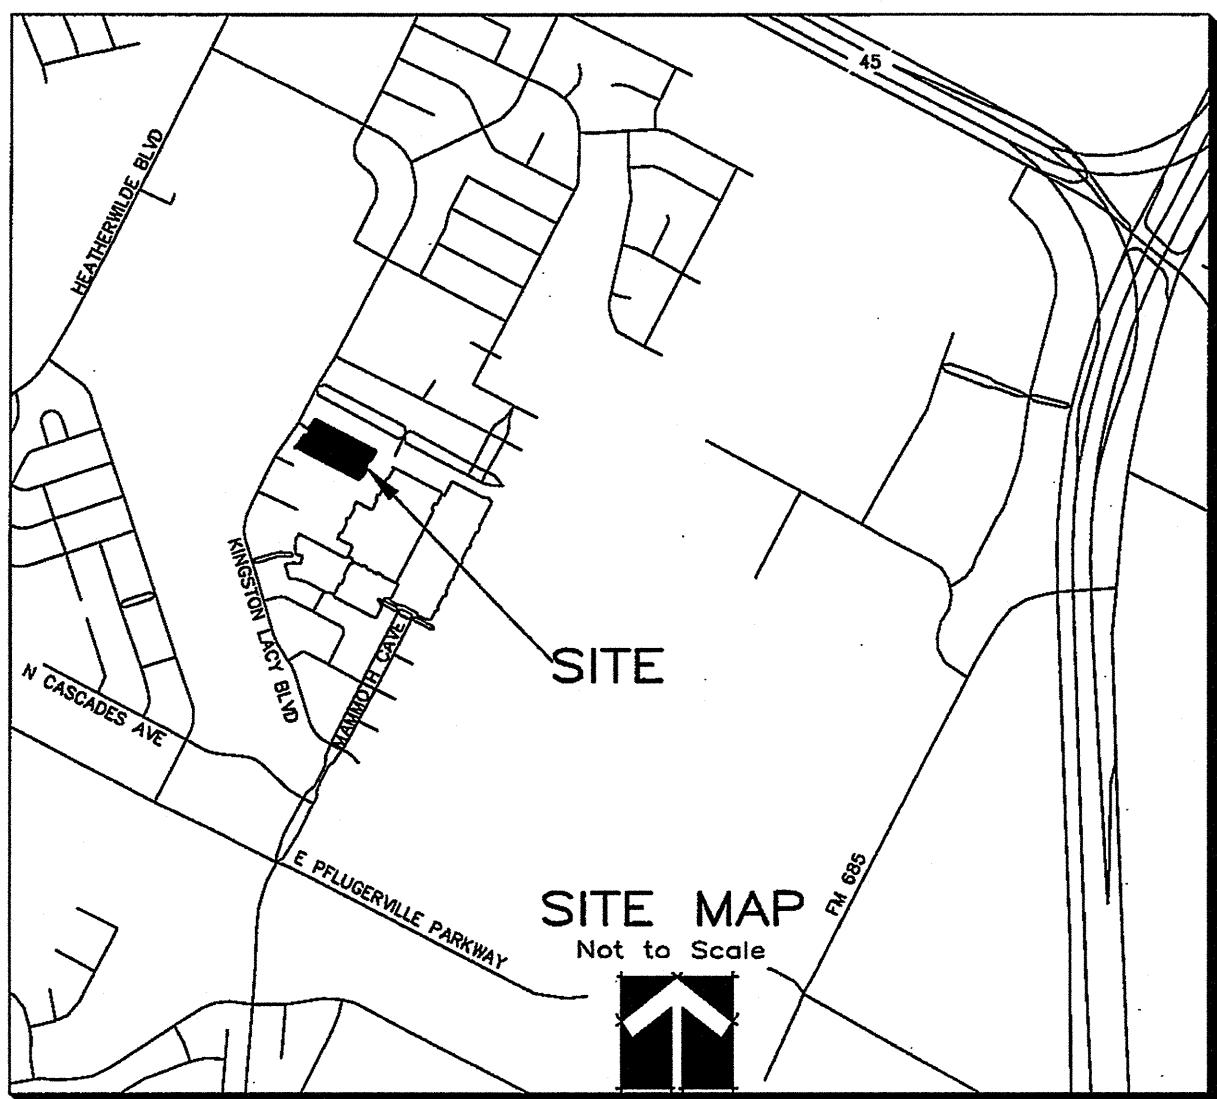 45
HEATHERWILDE BLVD
KINGSTON LACY BLVD
SITE
MAMMOTH CAVE
N CASCADES AVE
E PFLUGERVILLE PARKWAY
FM 685
SITE MAP
Not to Scale